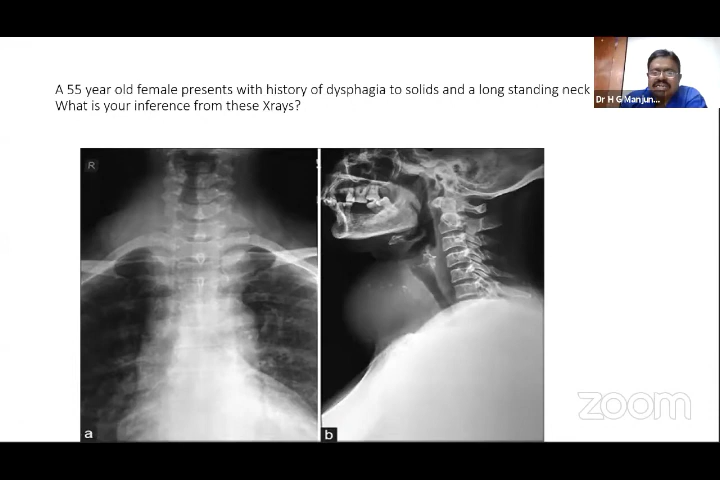 A 55 year old female presents with history of dysphagia to solids and a long standing neck
What is your inference from these Xrays?
Dr H G Manjun...
R
a
b
zoom